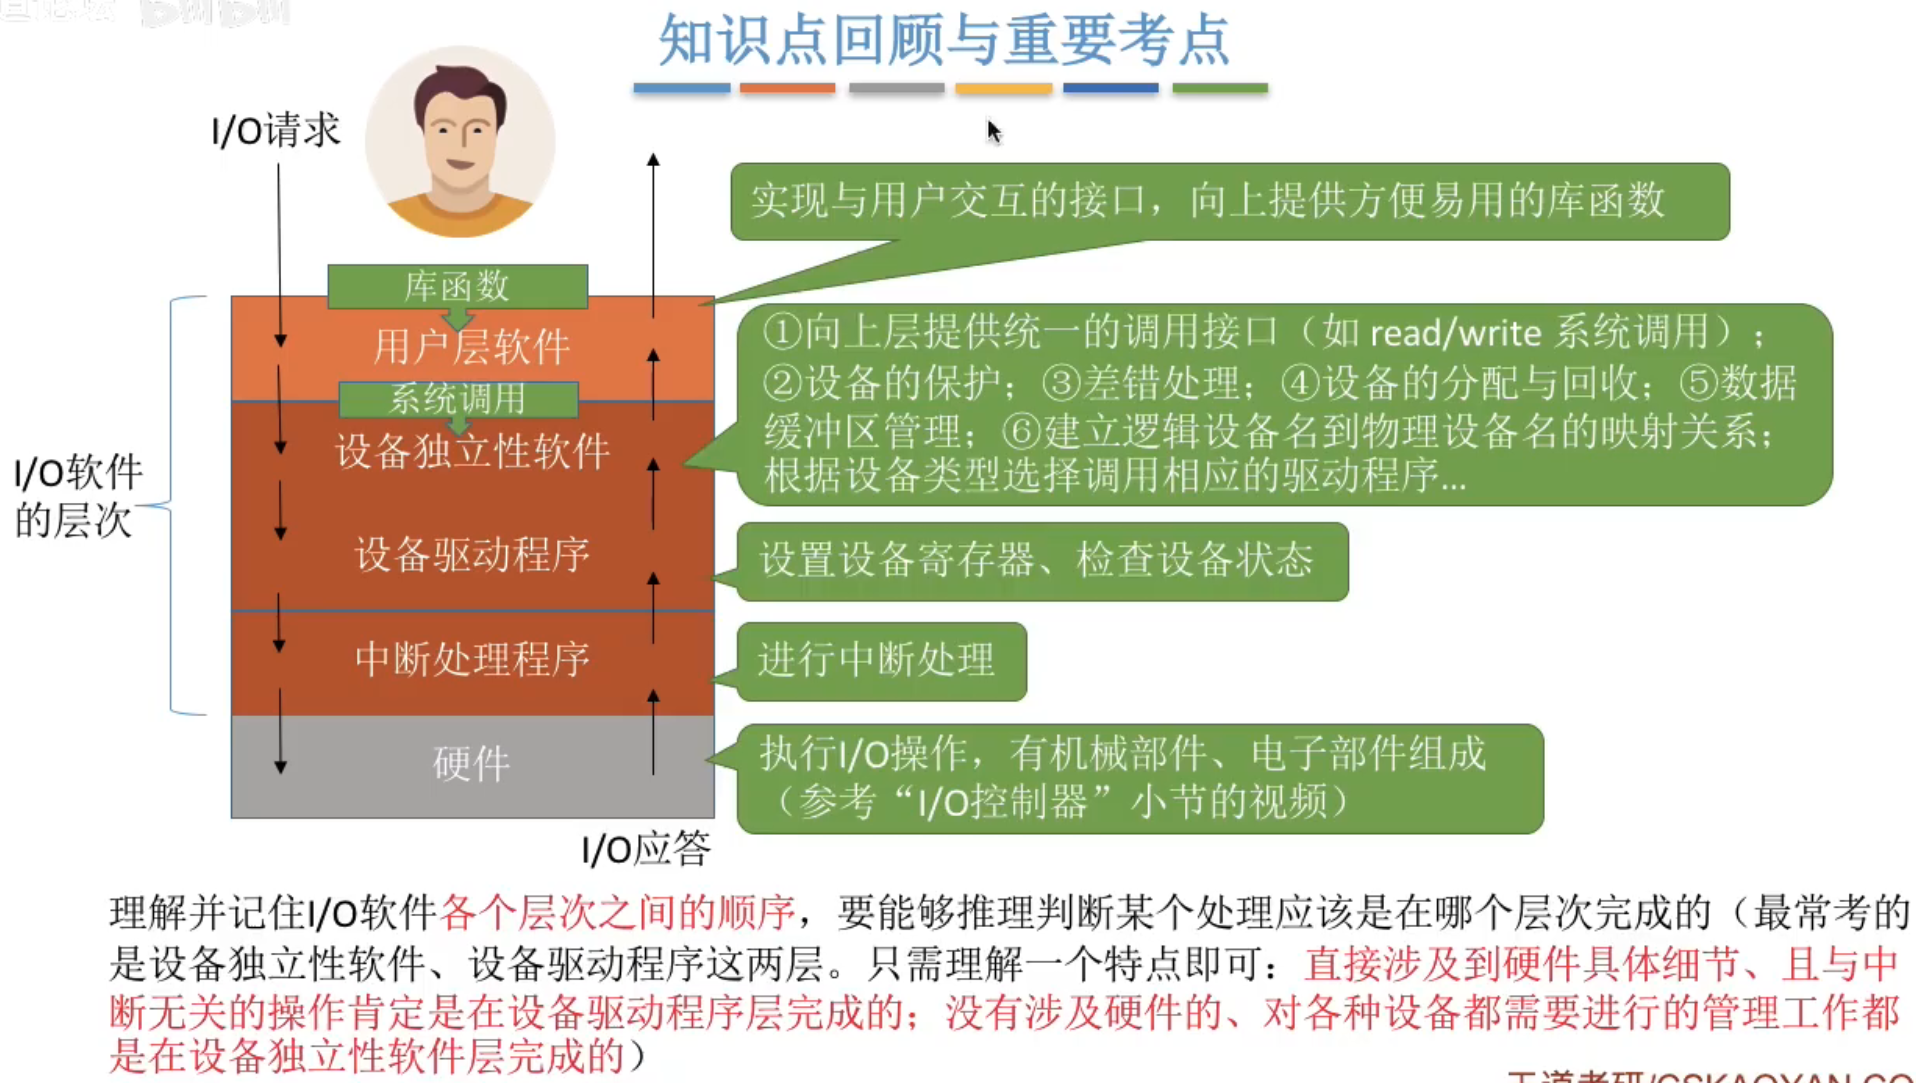 知识点回顾与重要考点
I/O请求
实现与用户交互的接口，向上提供方便易用的库函数
库函数
用户层软件
系统调用
设备独立性软件
①向上层提供统一的调用接口（如 read/write 系统调用）；
②设备的保护；③差错处理；④设备的分配与回收；⑤数据
缓冲区管理；⑥建立逻辑设备名到物理设备名的映射关系；
根据设备类型选择调用相应的驱动程序...
I/O软件
的层次
设备驱动程序
设置设备寄存器、检查设备状态
中断处理程序
进行中断处理
硬件
执行I/O操作，有机械部件、电子部件组成
（参考“I/O控制器”小节的视频）
I/O应答
理解并记住I/O软件各个层次之间的顺序，要能够推理判断某个处理应该是在哪个层次完成的（最常考的
是设备独立性软件、设备驱动程序这两层。只需理解一个特点即可：直接涉及到硬件具体细节、且与中
断无关的操作肯定是在设备驱动程序层完成的；没有涉及硬件的、对各种设备都需要进行的管理工作都
是在设备独立性软件层完成的）